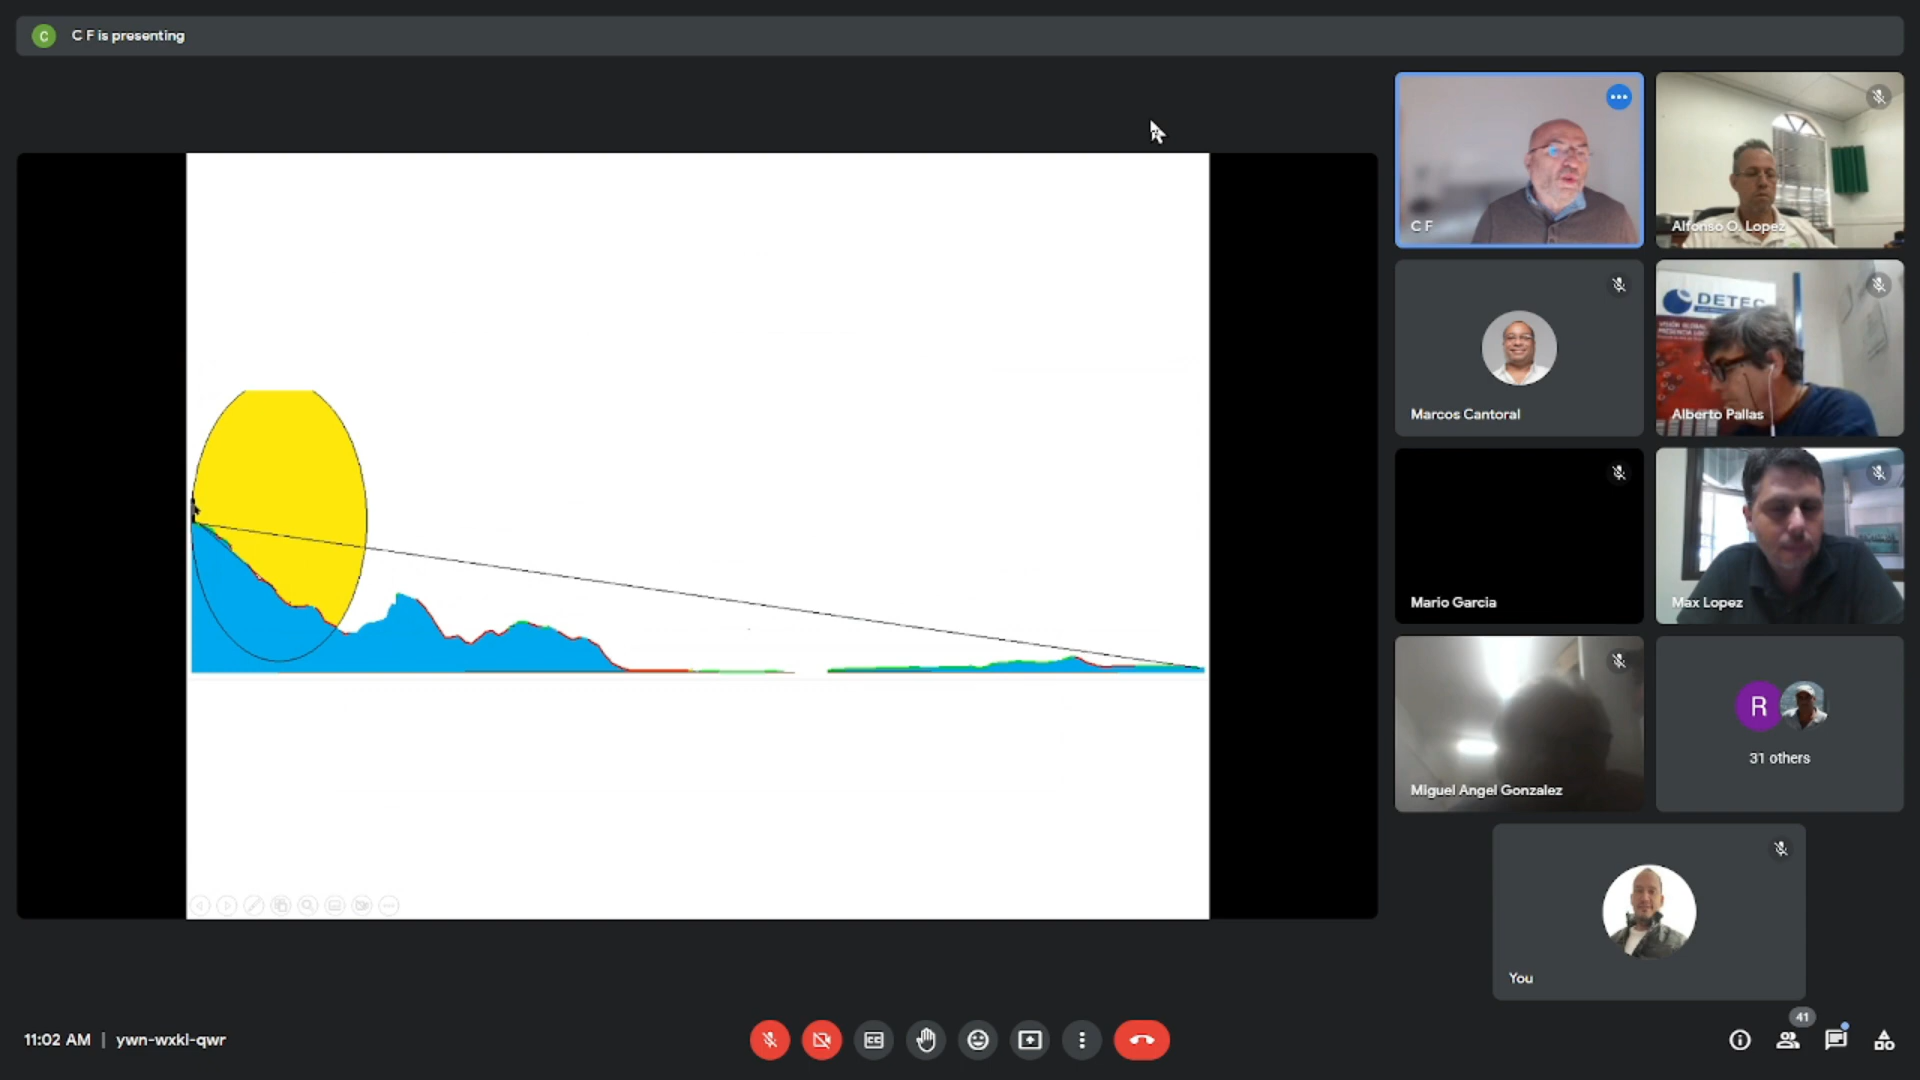 C
C F is presenting
C F
Alfonso O. Lopez
Marcos Cantoral
DETEC
Alberto Pallas
Mario Garcia
Max Lopez
Miguel Angel Gonzalez
R
31 others
You
11:02 AM | ywn-wxkl-qwr
CC
41